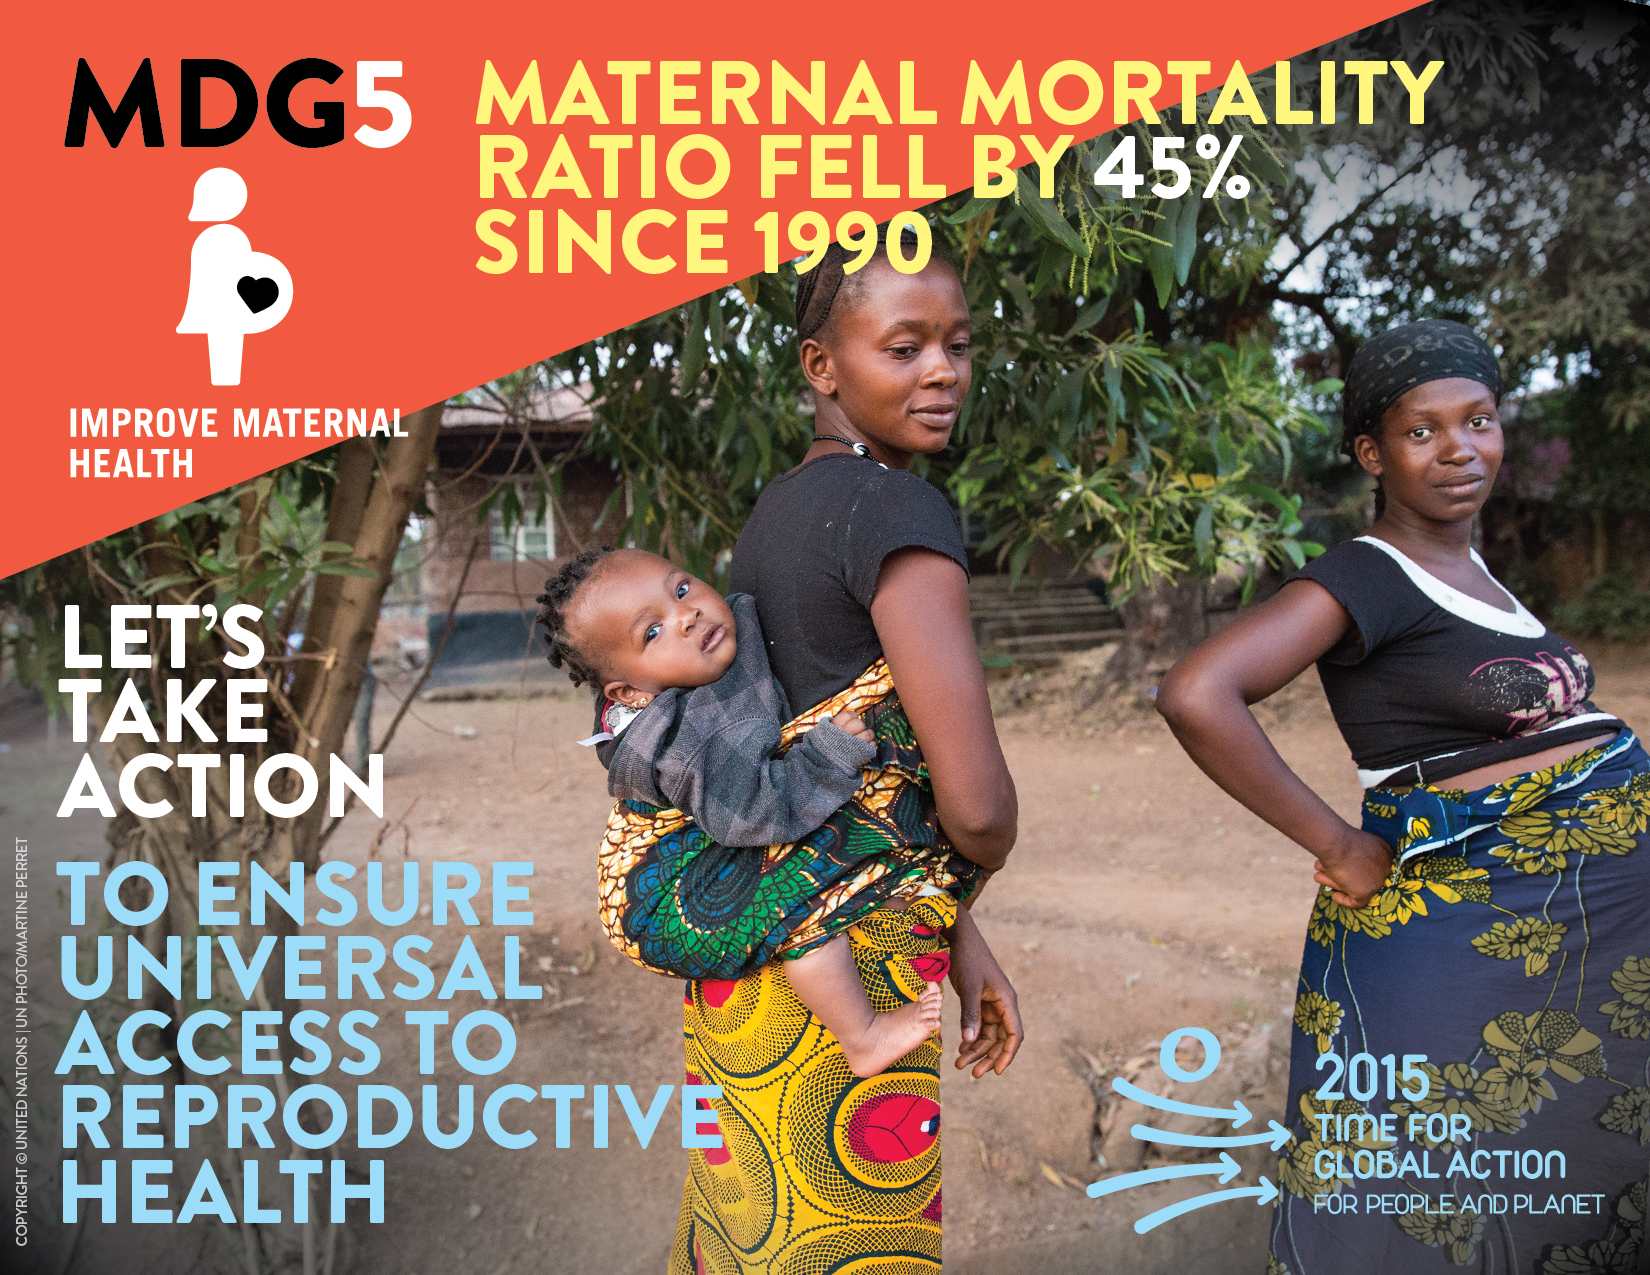 MDG5
MATERNAL MORTALITY
RATIO FELL BY 45%
SINCE 1990
IMPROVE MATERNAL
HEALTH
LET'S
TAKE
ACTION
TO ENSURE
UNIVERSAL
ACCESS TO
REPRODUCTIVE
HEALTH
D&G
2015
TIME FOR
GLOBAL ACTION
FOR PEOPLE AND PLANET
COPYRIGHT © UNITED NATIONS | UN PHOTO/MARTINE PERRET